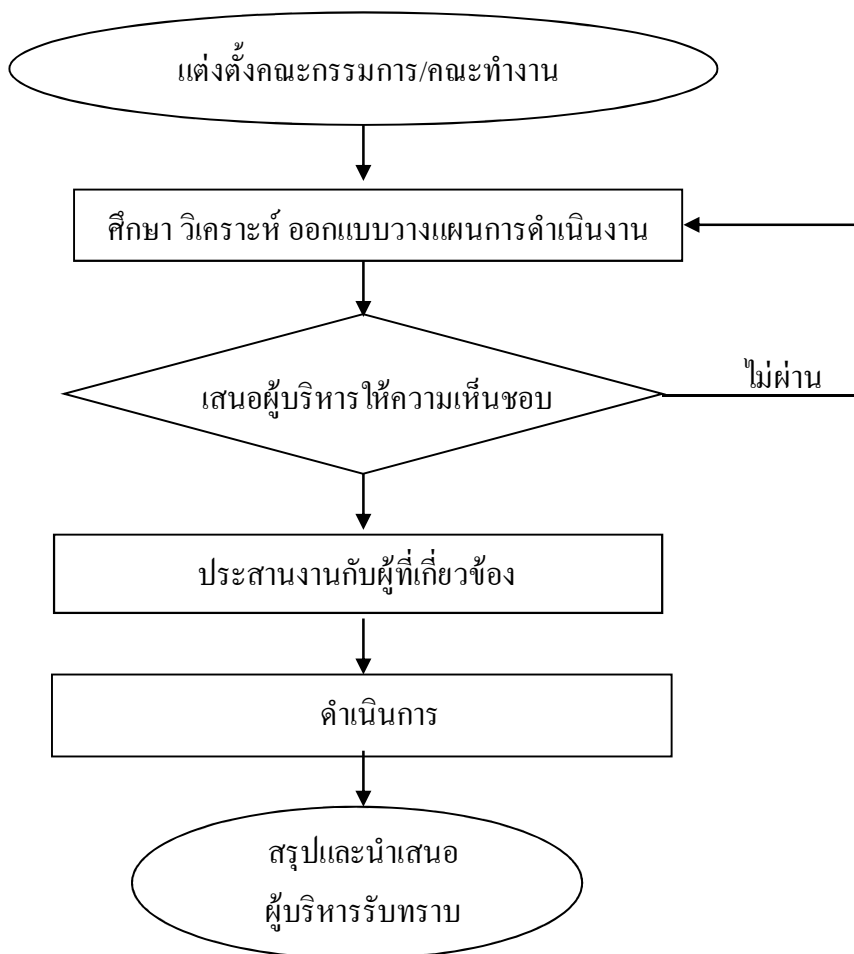 แต่งตั้งคณะกรรมการ/คณะทำงาน
ศึกษา วิเคราะห์ ออกแบบวางแผนการดำเนินงาน
เสนอผู้บริหารให้ความเห็นชอบ
ไม่ผ่าน
ประสานงานกับผู้ที่เกี่ยวข้อง
ดำเนินการ
สรุปและนำเสนอ
ผู้บริหารรับทราบ